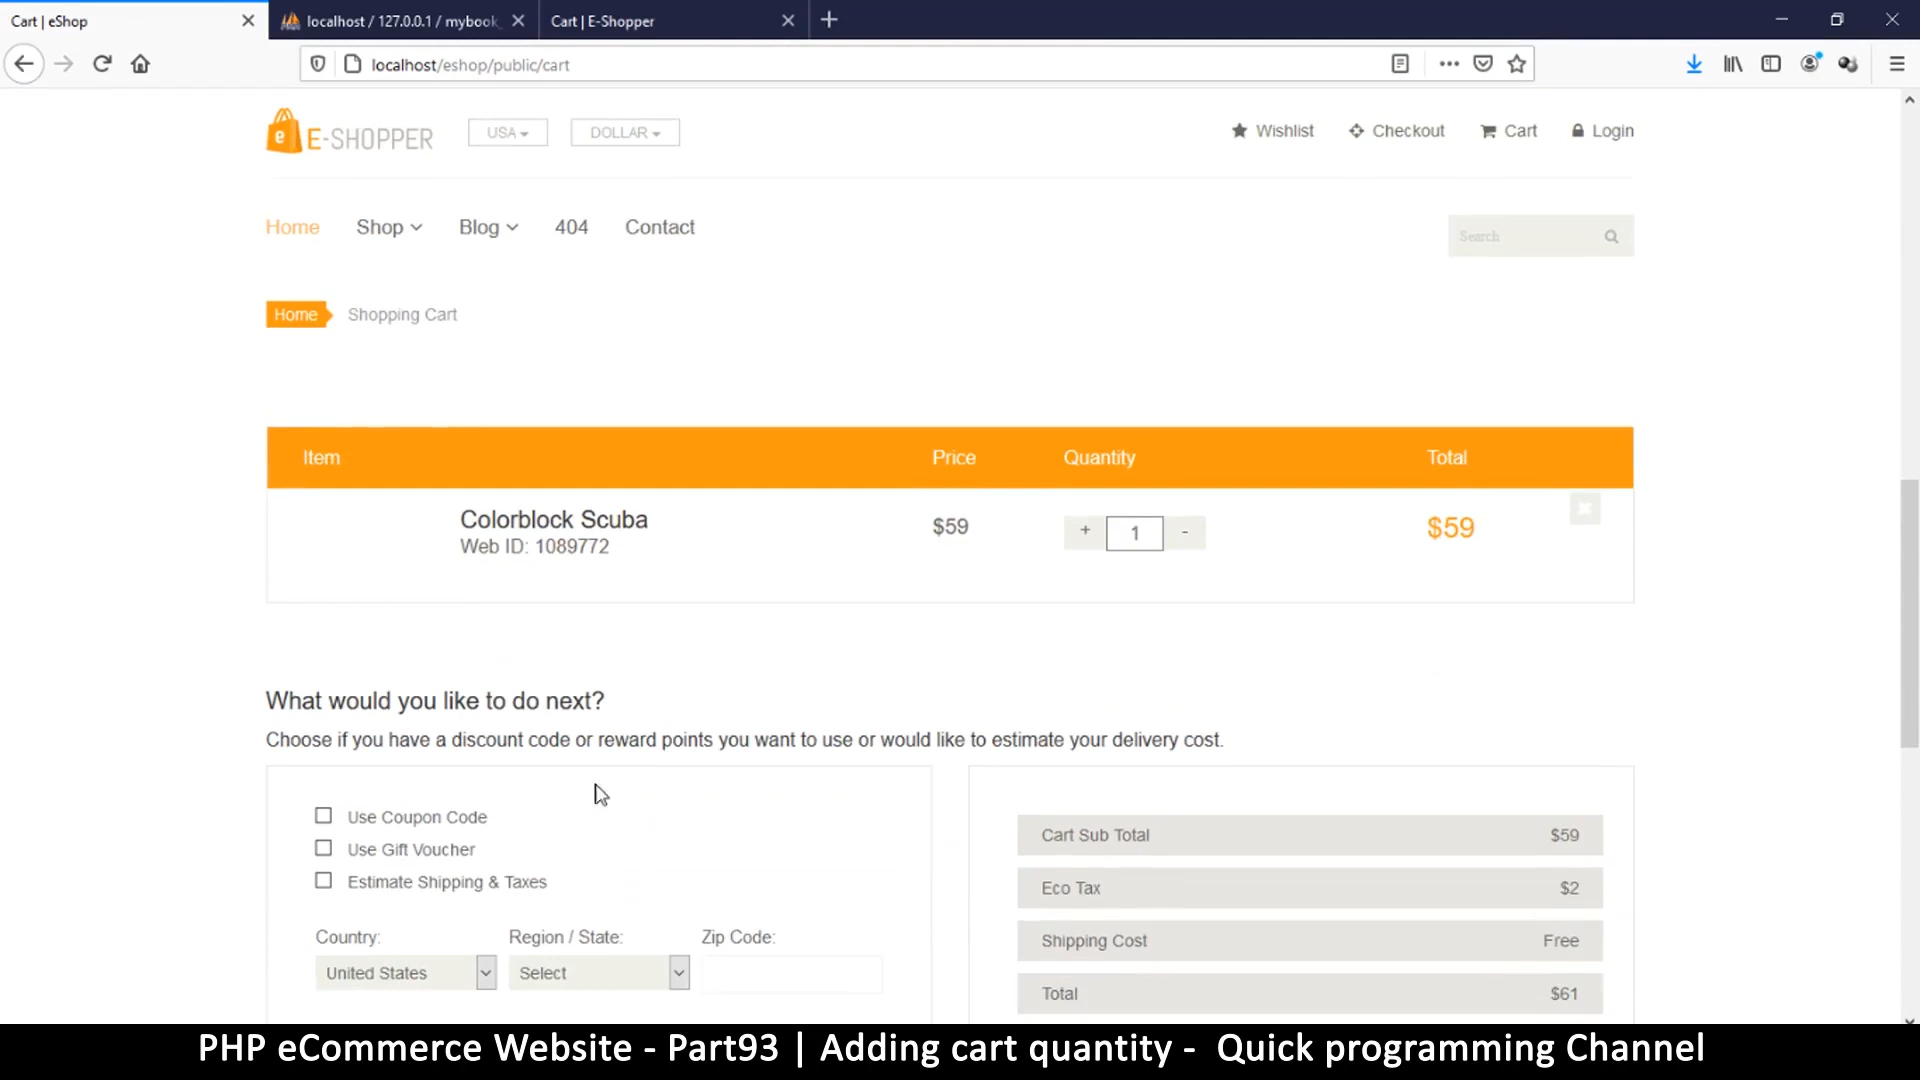 Cart | eShop
localhost / 127.0.0.1 / mybook
Cart | E-Shopper
localhost/eshop/public/cart
e E-SHOPPER
USA
DOLLAR
Wishlist
Checkout
Cart
Login
Home
Shop
Blog
404
Contact
Search
Home
Shopping Cart
Item
Price
Quantity
Total
Colorblock Scuba
Web ID: 1089772
$59
+ 1 -
$59
What would you like to do next?
Choose if you have a discount code or reward points you want to use or would like to estimate your delivery cost.
Use Coupon Code
Use Gift Voucher
Estimate Shipping & Taxes
Country:
Region / State:
Zip Code:
United States
Select
Cart Sub Total $59
Eco Tax $2
Shipping Cost Free
Total $61
PHP eCommerce Website - Part93 | Adding cart quantity - Quick programming Channel